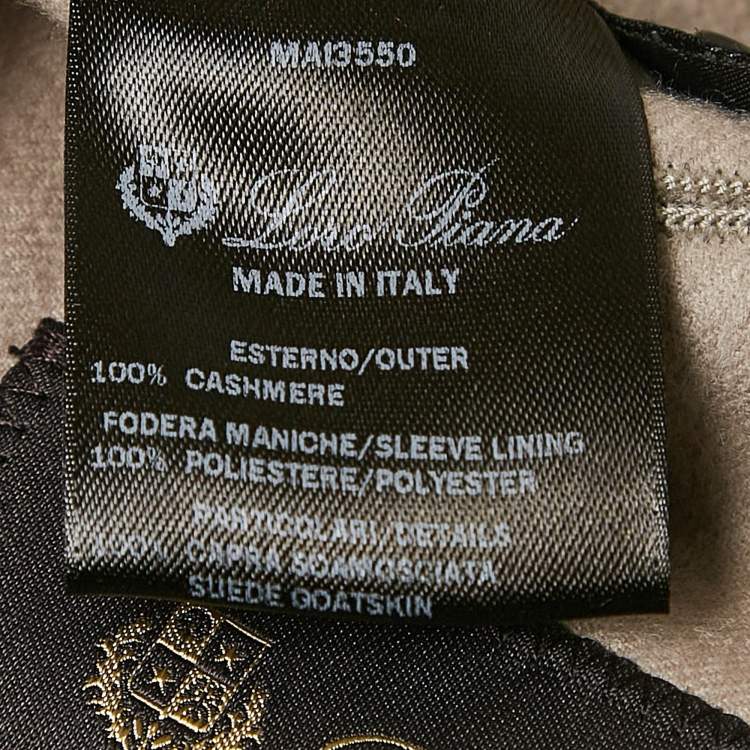 MAI3550
Loro Piana
MADE IN ITALY
ESTERNO/OUTER
100% CASHMERE
FODERA MANICHE/SLEEVE LINING
100% POLIESTERE/POLYESTER
PARTICOLARI/DETAILS
100% CAPRA SCAMOSCIATA
SUEDE GOATSKIN